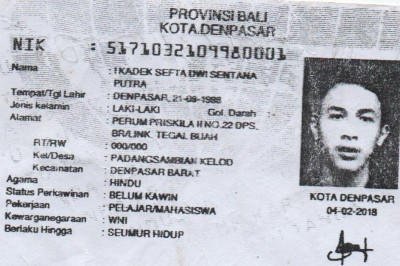 PROVINSI BALI
KOTA DENPASAR
NIK : 5171032109980001
Nama : I KADEK SEFTA DWI SENTANA
PUTRA
Tempat/Tgl Lahir : DENPASAR, 21-09-1998
Jenis kelamin : LAKI-LAKI Gol. Darah : -
Alamat : PERUM PRISKILA II NO.22 DPS,
BR/LINK. TEGAL BUAH
RT/RW : 000/000
Kel/Desa : PADANGSAMBIAN KELOD
Kecamatan : DENPASAR BARAT
Agama : HINDU
Status Perkawinan : BELUM KAWIN
Pekerjaan : PELAJAR/MAHASISWA
Kewarganegaraan : WNI
Berlaku Hingga : SEUMUR HIDUP
KOTA DENPASAR
04-02-2018